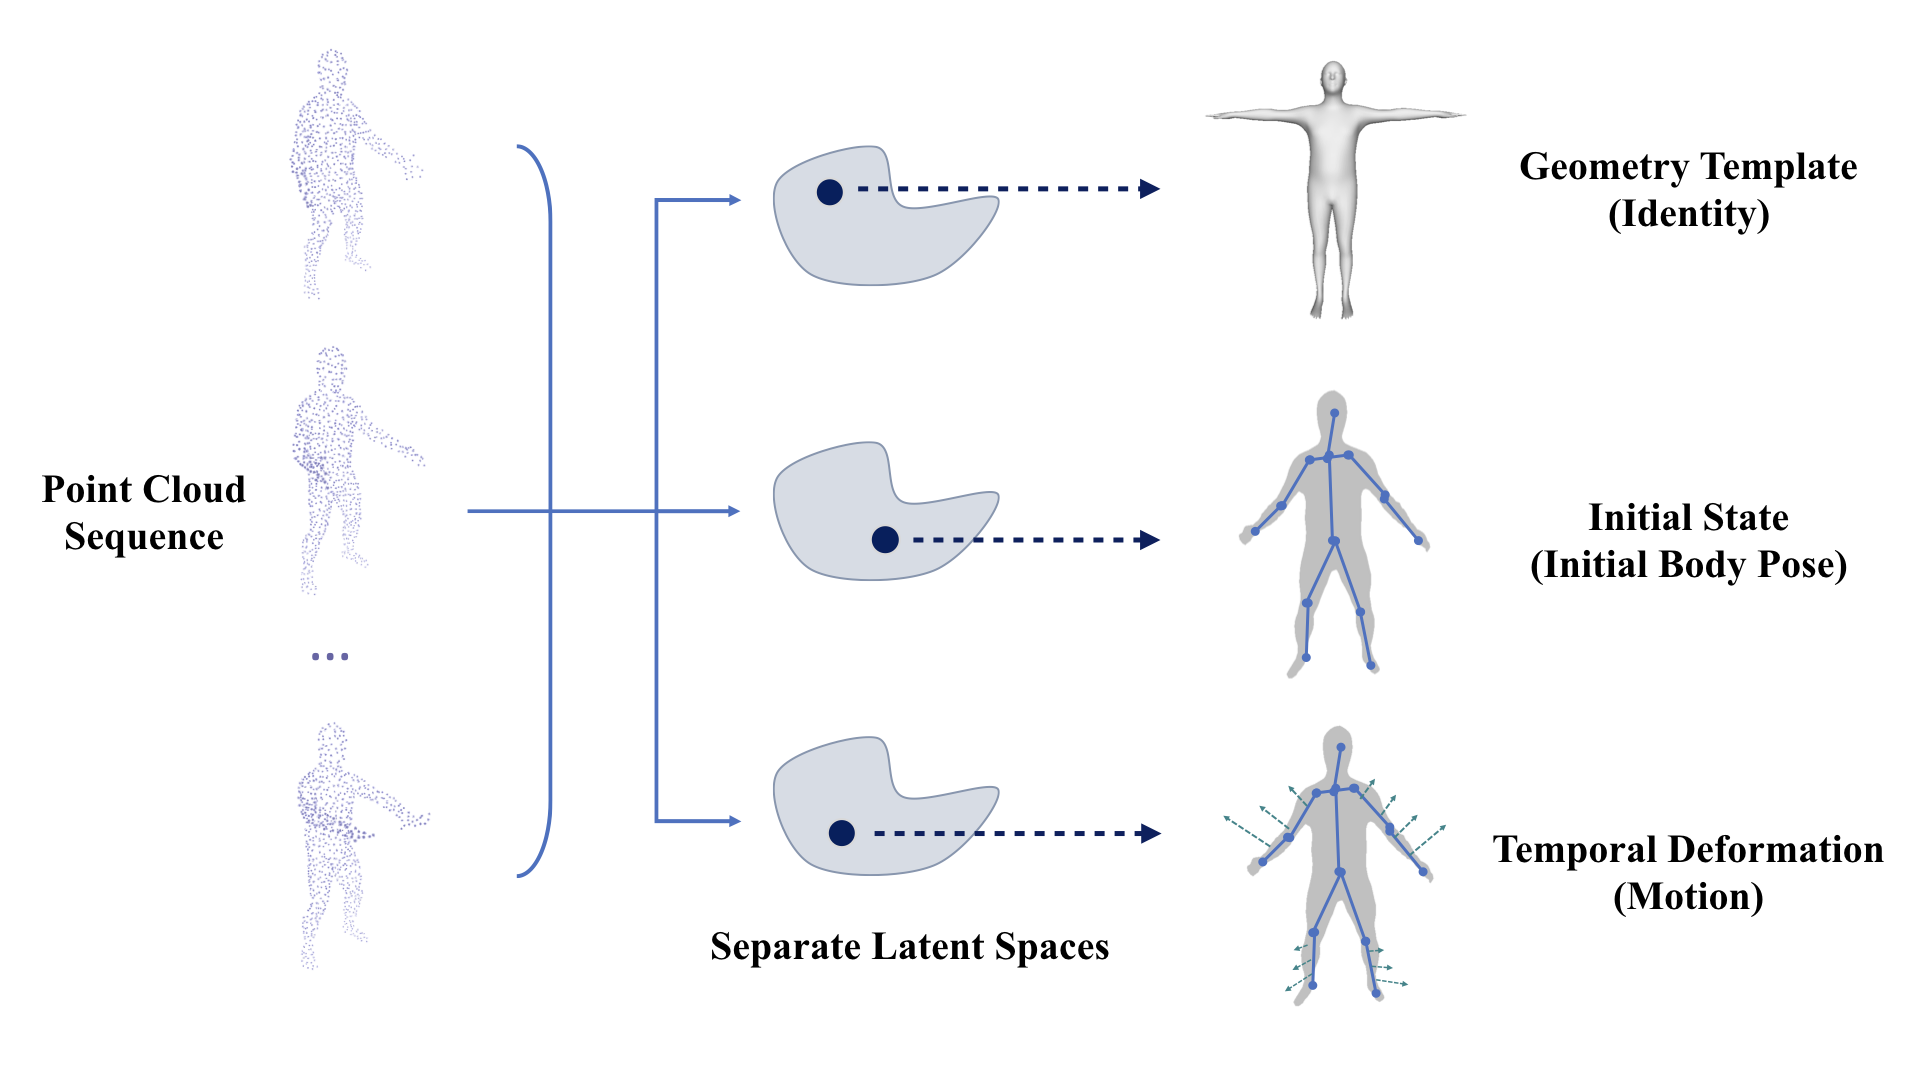 Point Cloud
Sequence
...
Separate Latent Spaces
Geometry Template
(Identity)
Initial State
(Initial Body Pose)
Temporal Deformation
(Motion)